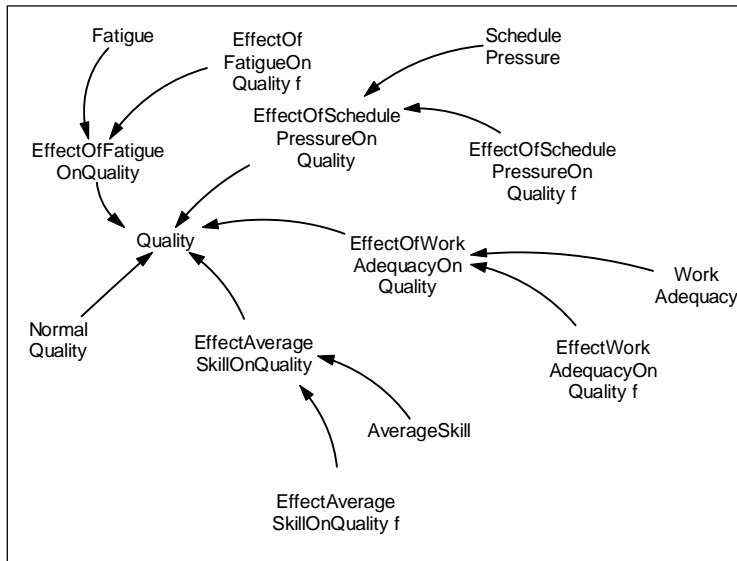 Fatigue
EffectOf
FatigueOn
Quality f
Schedule
Pressure
EffectOfSchedule
PressureOn
Quality
EffectOfFatigue
OnQuality
EffectOfSchedule
PressureOn
Quality f
Quality
EffectOfWork
AdequacyOn
Quality
Work
Adequacy
Normal
Quality
EffectAverage
SkillOnQuality
EffectWork
AdequacyOn
Quality f
AverageSkill
EffectAverage
SkillOnQuality f